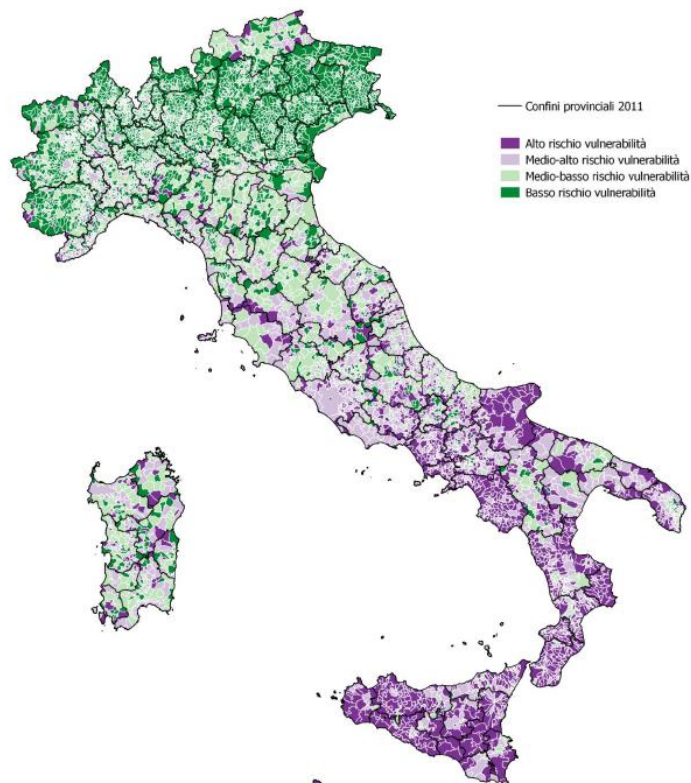 Confini provinciali 2011
Alto rischio vulnerabilità
Medio-alto rischio vulnerabilità
Medio-basso rischio vulnerabilità
Basso rischio vulnerabilità